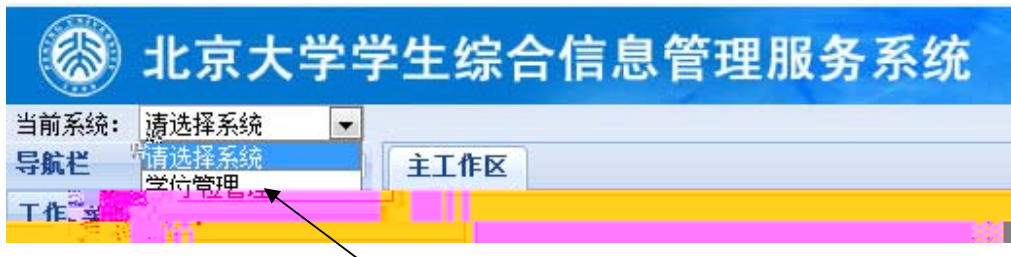 北京大学学生综合信息管理服务系统
当前系统： 请选择系统
导航栏 请选择系统 主工作区
学位管理
工作